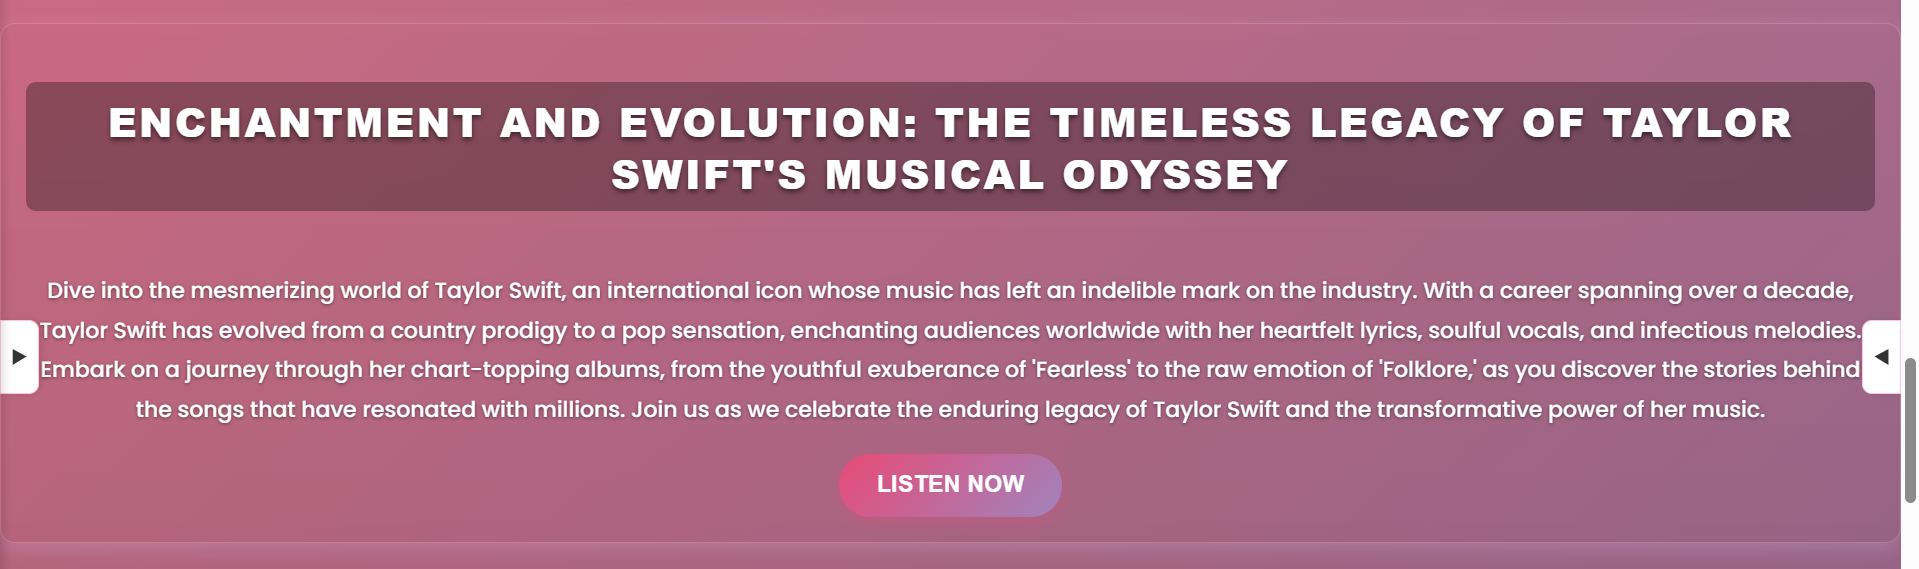 ENCHANTMENT AND EVOLUTION: THE TIMELESS LEGACY OF TAYLOR
SWIFT'S MUSICAL ODYSSEY
Dive into the mesmerizing world of Taylor Swift, an international icon whose music has left an indelible mark on the industry. With a career spanning over a decade,
Taylor Swift has evolved from a country prodigy to a pop sensation, enchanting audiences worldwide with her heartfelt lyrics, soulful vocals, and infectious melodies.
Embark on a journey through her chart-topping albums, from the youthful exuberance of 'Fearless' to the raw emotion of 'Folklore,' as you discover the stories behind
the songs that have resonated with millions. Join us as we celebrate the enduring legacy of Taylor Swift and the transformative power of her music.
LISTEN NOW